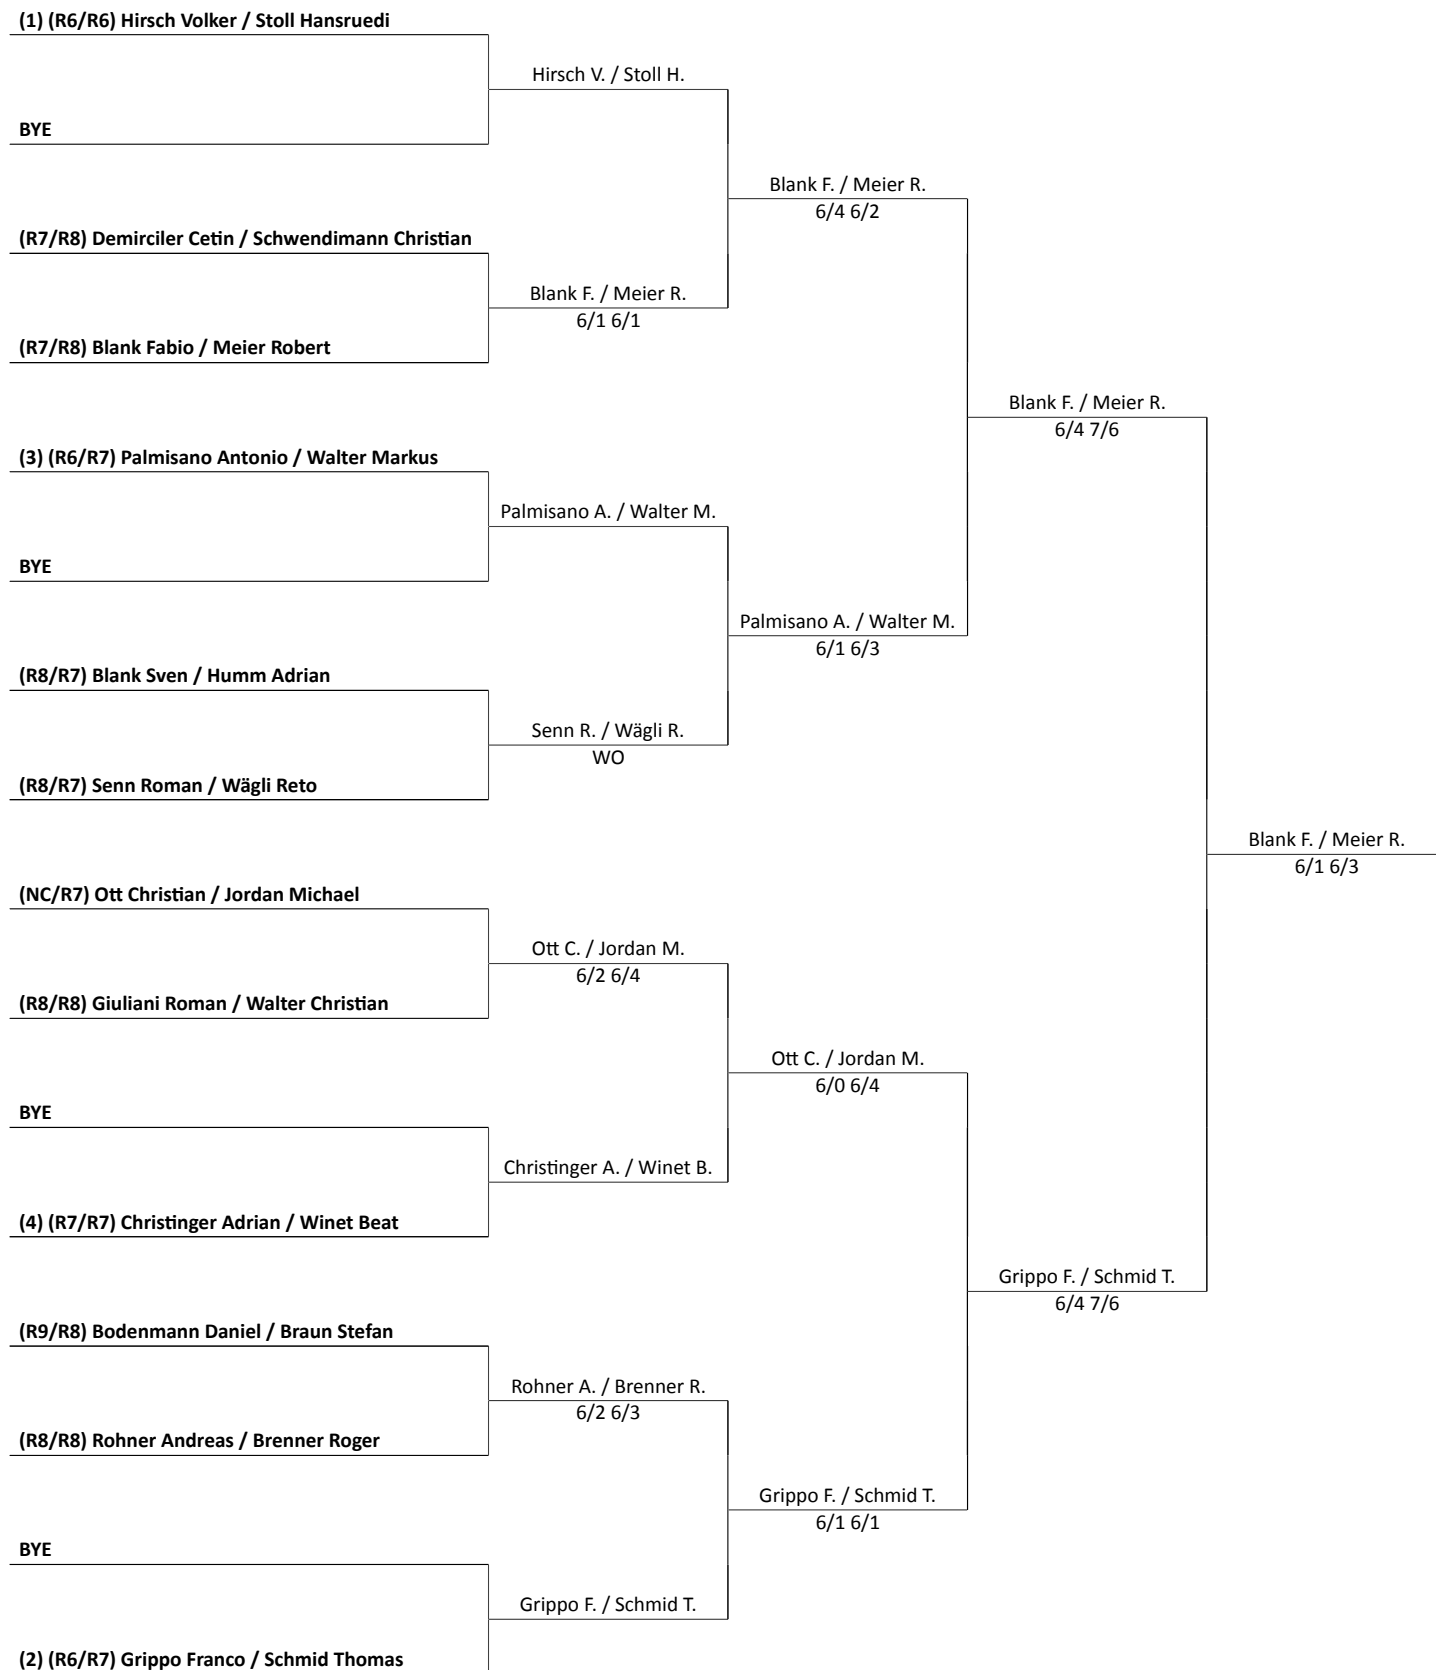 (1) (R6/R6) Hirsch Volker / Stoll Hansruedi
Hirsch V. / Stoll H.
BYE
Blank F. / Meier R.
6/4 6/2
(R7/R8) Demirciler Cetin / Schwendimann Christian
Blank F. / Meier R.
6/1 6/1
(R7/R8) Blank Fabio / Meier Robert
Blank F. / Meier R.
6/4 7/6
(3) (R6/R7) Palmisano Antonio / Walter Markus
Palmisano A. / Walter M.
BYE
Palmisano A. / Walter M.
6/1 6/3
(R8/R7) Blank Sven / Humm Adrian
Senn R. / Wägli R.
WO
(R8/R7) Senn Roman / Wägli Reto
Blank F. / Meier R.
6/1 6/3
(NC/R7) Ott Christian / Jordan Michael
Ott C. / Jordan M.
6/2 6/4
(R8/R8) Giuliani Roman / Walter Christian
Ott C. / Jordan M.
6/0 6/4
BYE
Christinger A. / Winet B.
(4) (R7/R7) Christinger Adrian / Winet Beat
Grippo F. / Schmid T.
6/4 7/6
(R9/R8) Bodenmann Daniel / Braun Stefan
Rohner A. / Brenner R.
6/2 6/3
(R8/R8) Rohner Andreas / Brenner Roger
Grippo F. / Schmid T.
6/1 6/1
BYE
Grippo F. / Schmid T.
(2) (R6/R7) Grippo Franco / Schmid Thomas